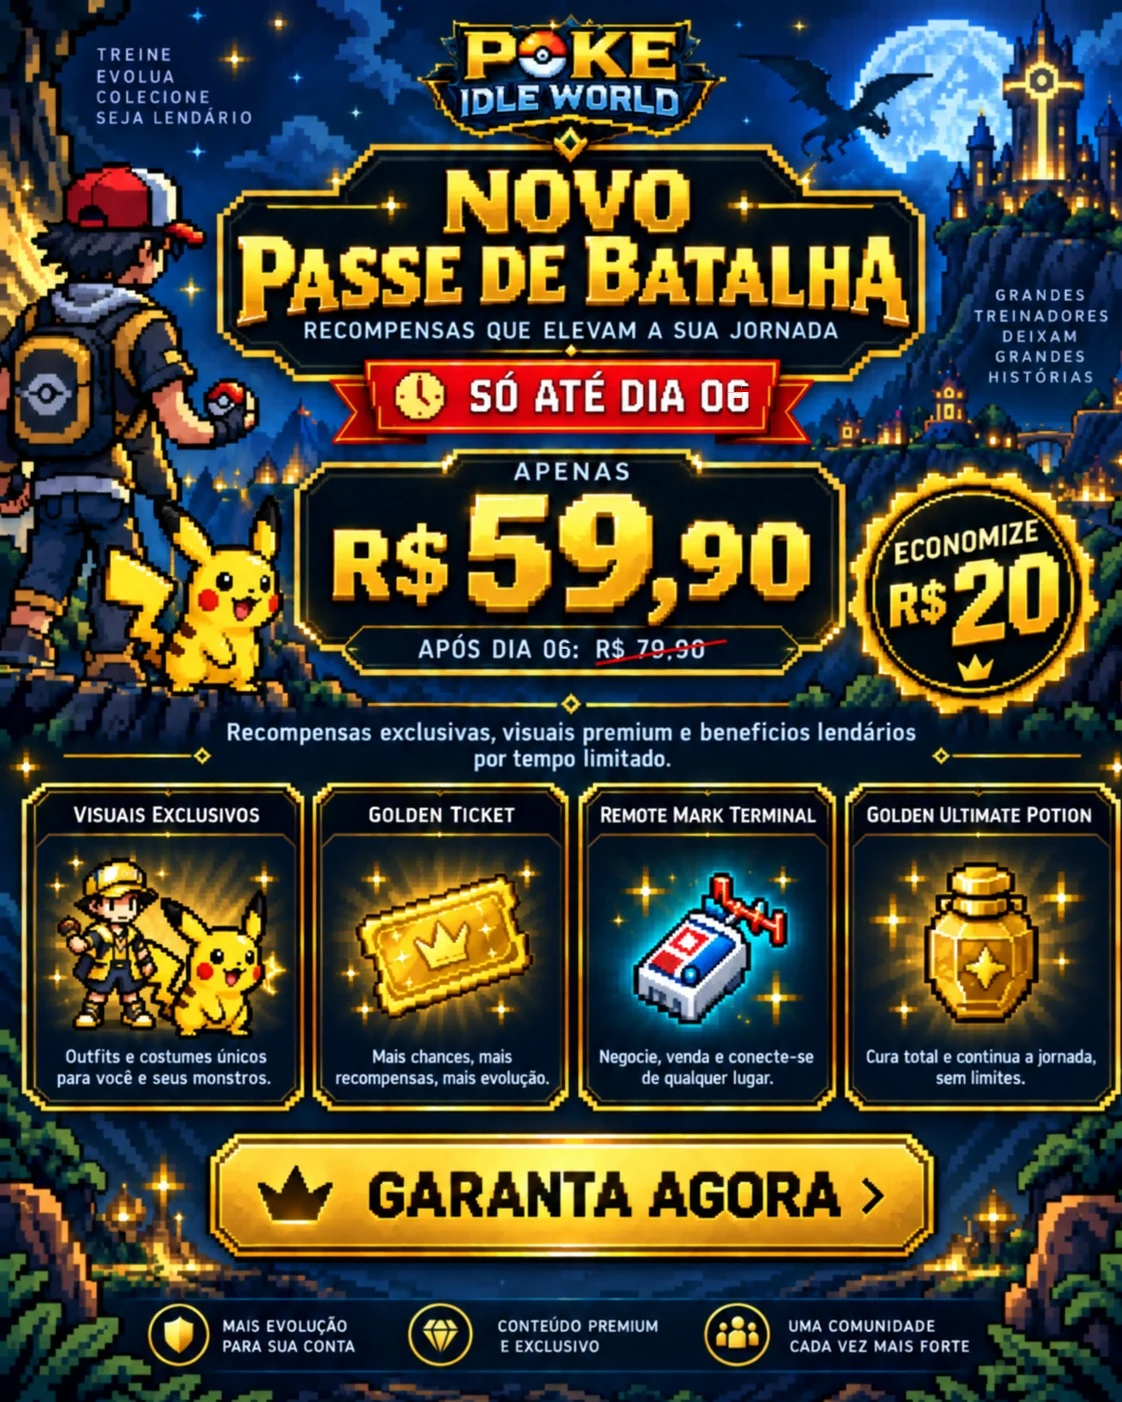 TREINE
EVOLUA
COLECIONE
SEJA LENDÁRIO
POKE
IDLE WORLD
NOVO
PASSE DE BATALHA
RECOMPENSAS QUE ELEVAM A SUA JORNADA
GRANDES
TREINADORES
DEIXAM
GRANDES
HISTÓRIAS
SÓ ATÉ DIA 06
APENAS
R$ 59,90
APÓS DIA 06: R$ 79,90
ECONOMIZE
R$ 20
Recompensas exclusivas, visuais premium e benefícios lendários
por tempo limitado.
VISUAIS EXCLUSIVOS
Outfits e costumes únicos
para você e seus monstros.
GOLDEN TICKET
Mais chances, mais
recompensas, mais evolução.
REMOTE MARK TERMINAL
Negocie, venda e conecte-se
de qualquer lugar.
GOLDEN ULTIMATE POTION
Cura total e continua a jornada,
sem limites.
GARANTA AGORA >
MAIS EVOLUÇÃO
PARA SUA CONTA
CONTEÚDO PREMIUM
E EXCLUSIVO
UMA COMUNIDADE
CADA VEZ MAIS FORTE